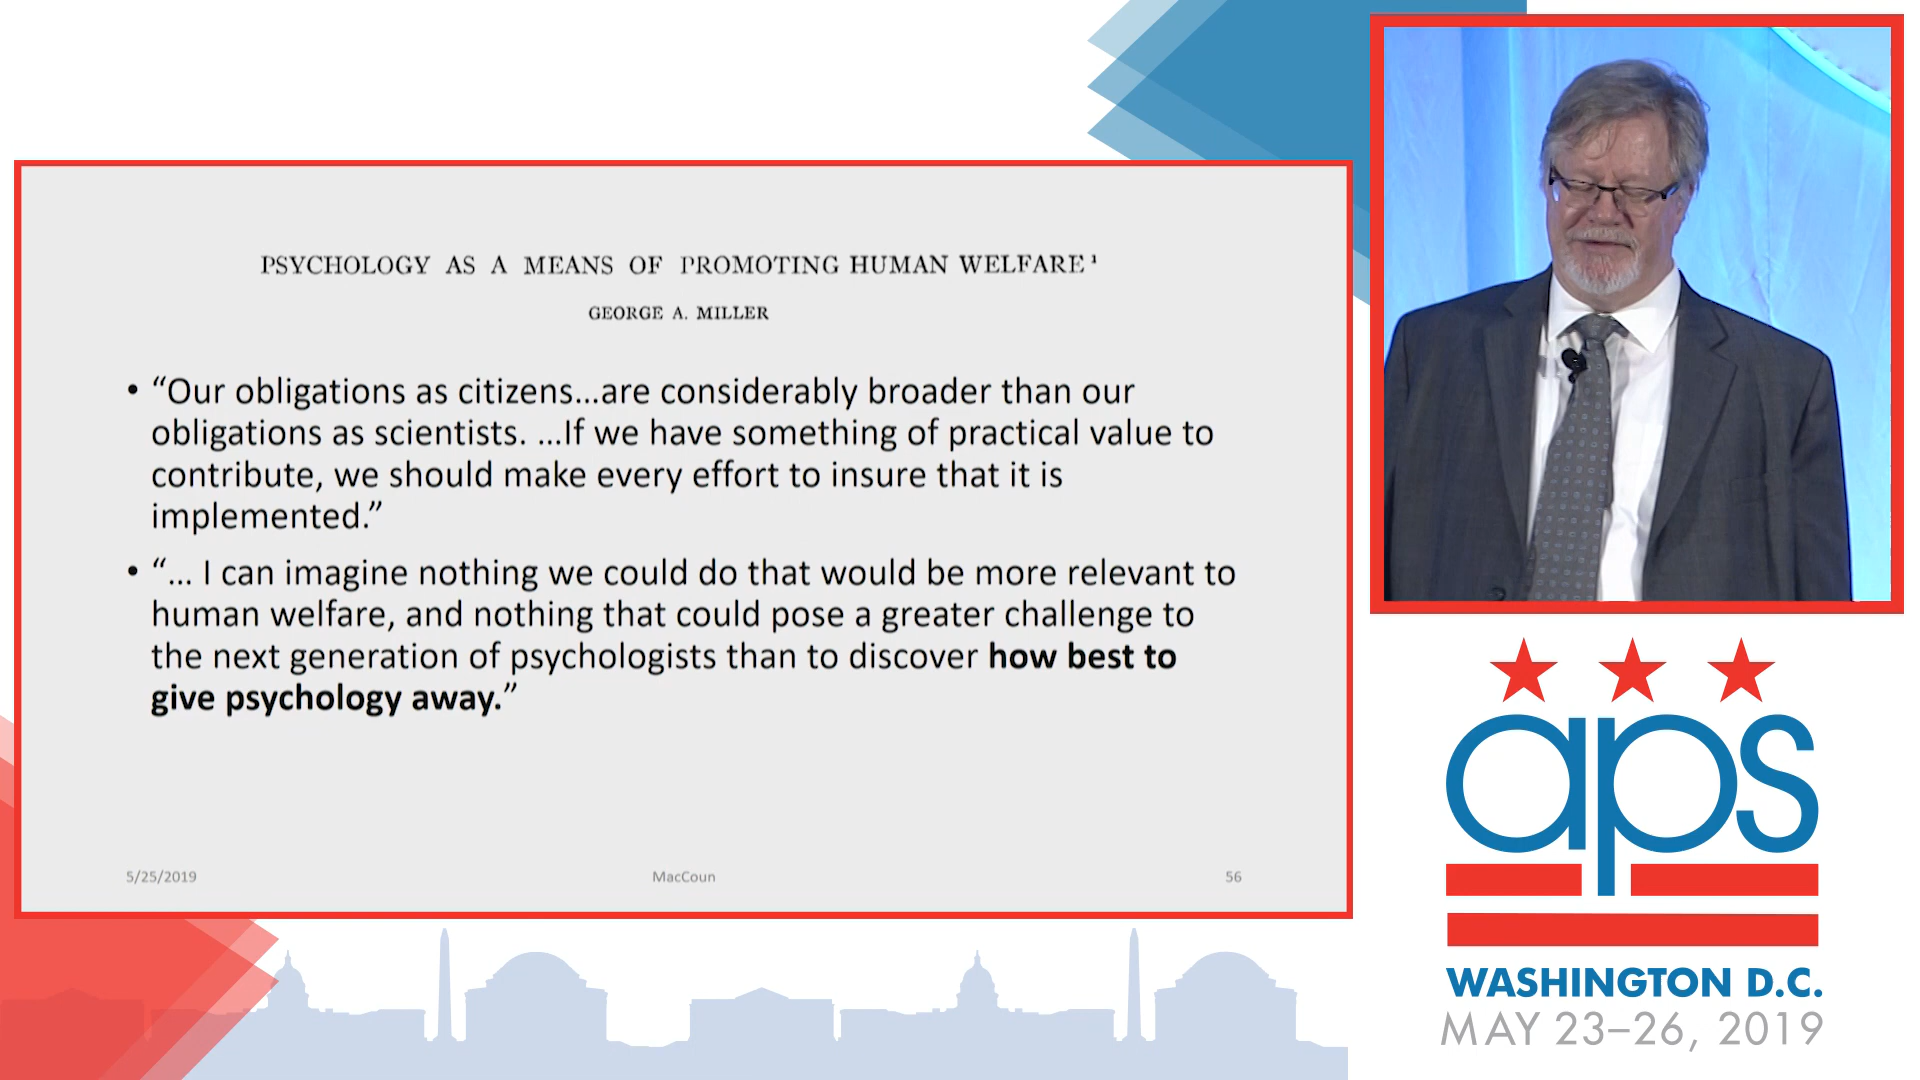 PSYCHOLOGY AS A MEANS OF PROMOTING HUMAN WELFARE¹
GEORGE A. MILLER
• “Our obligations as citizens...are considerably broader than our
obligations as scientists. ...If we have something of practical value to
contribute, we should make every effort to insure that it is
implemented.”
• “... I can imagine nothing we could do that would be more relevant to
human welfare, and nothing that could pose a greater challenge to
the next generation of psychologists than to discover how best to
give psychology away.”
5/25/2019
MacCoun
56
aps
WASHINGTON D.C.
MAY 23–26, 2019